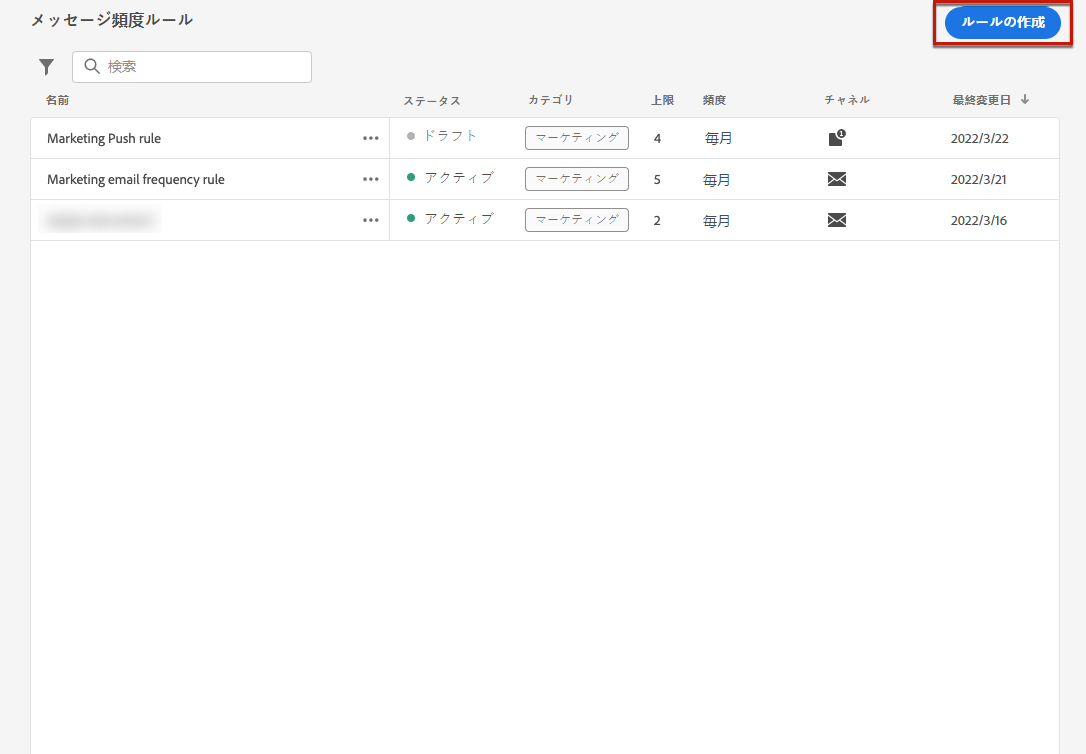 メッセージ頻度ルール
ルールの作成
検索
名前 ステータス カテゴリ 上限 頻度 チャネル 最終変更日
Marketing Push rule ドラフト マーケティング 4 毎月 1 2022/3/22
Marketing email frequency rule アクティブ マーケティング 5 毎月 2022/3/21
アクティブ マーケティング 2 毎月 2022/3/16